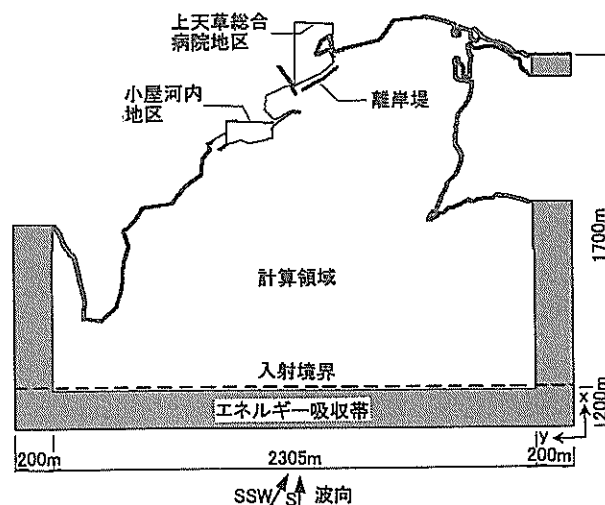 上天草総合
病院地区
小屋河内
地区
離岸堤
計算領域
1700m
入射境界
エネルギー吸収帯
x
y
200m
200m
2305m
200m
SSW
S
波向